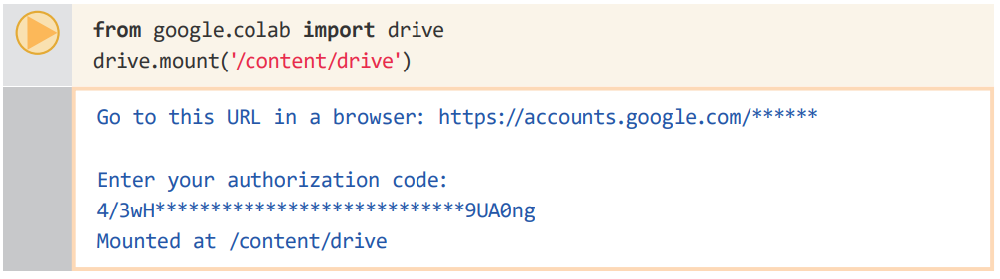 from google.colab import drive
drive.mount('/content/drive')
Go to this URL in a browser: https://accounts.google.com/******
Enter your authorization code:
4/3wH****************************9UA0ng
Mounted at /content/drive